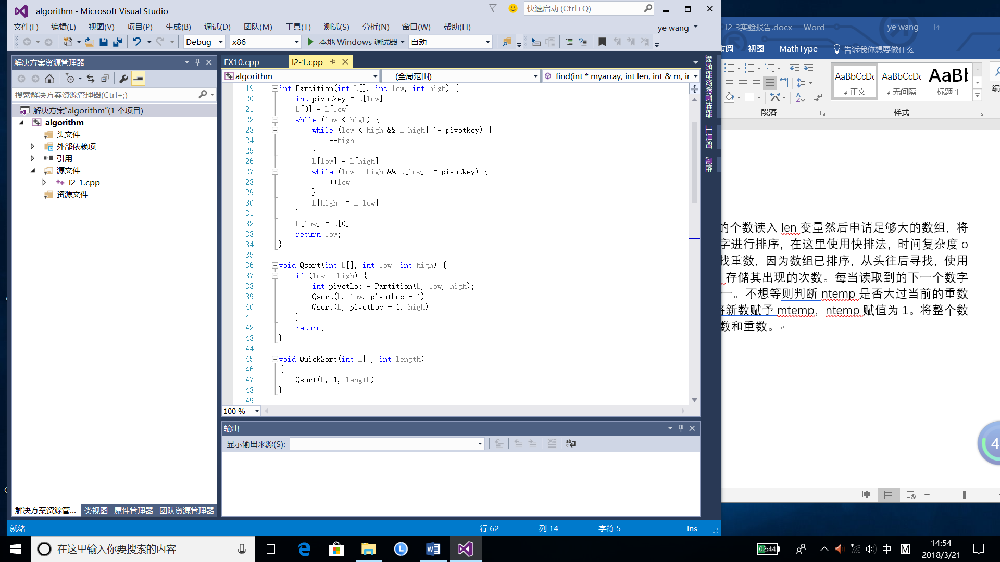 algorithm - Microsoft Visual Studio
快速启动 (Ctrl+Q)
文件(F) 编辑(E) 视图(V) 项目(P) 生成(B) 调试(D) 团队(M) 工具(T) 测试(S) 分析(N) 窗口(W) 帮助(H)
ye wang
Debug x86 本地 Windows 调试器 自动
解决方案资源管理器
搜索解决方案资源管理器(Ctrl+;)
解决方案"algorithm"(1 个项目)
algorithm
头文件
外部依赖项
引用
源文件
I2-1.cpp
资源文件
解决方案资源管... 类视图 属性管理器 团队资源管理器
EX10.cpp I2-1.cpp
algorithm (全局范围) find(int * myarray, int len, int & m, ir
19 int Partition(int L[], int low, int high) {
20 int pivotkey = L[low];
21 L[0] = L[low];
22 while (low < high) {
23 while (low < high && L[high] >= pivotkey) {
24 --high;
25 }
26 L[low] = L[high];
27 while (low < high && L[low] <= pivotkey) {
28 ++low;
29 }
30 L[high] = L[low];
31 }
32 L[low] = L[0];
33 return low;
34 }
35
36 void Qsort(int L[], int low, int high) {
37 if (low < high) {
38 int pivotLoc = Partition(L, low, high);
39 Qsort(L, low, pivotLoc - 1);
40 Qsort(L, pivotLoc + 1, high);
41 }
42 return;
43 }
44
45 void QuickSort(int L[], int length)
46 {
47 Qsort(L, 1, length);
48 }
49
100 %
输出
显示输出来源(S):
服务器资源管理器
工具箱
属性
就绪 行 62 列 14 字符 5 Ins
I2-3实验报告.docx - Word ye wang
审阅 视图 MathType 告诉我你想要做什么
AaBbCcDc AaBbCcDc AaBb
正文 无间隔 标题 1
编
段落 样式
的个数读入 len 变量然后申请足够大的数组，将
字进行排序，在这里使用快排法，时间复杂度 o
找重数，因为数组已排序，从头往后寻找，使用
存储其出现的次数。每当读取到的下一个数字
一。不想等则判断 ntemp 是否大过当前的重数
将新数赋予 mtemp，ntemp 赋值为 1。将整个数
数和重数。
4
在这里输入你要搜索的内容
02:44
中
M
14:54
2018/3/21